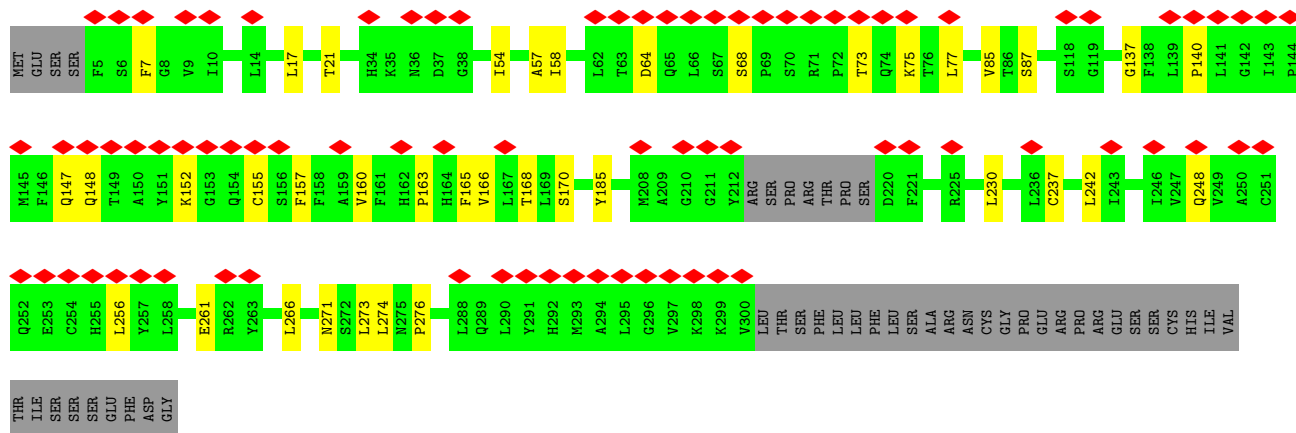 MET GLU SER SER F5 S6 F7 G8 V9 I10 L14 L17 T21 H34 K35 N36 D37 G38 I54 A57 I58 L62 T63 D64 Q65 L66 S67 S68 P69 S70 R71 P72 T73 Q74 K75 T76 L77 V85 T86 S87 S118 G119 G137 F138 L139 P140 L141 G142 I143 P144
M145 F146 Q147 Q148 T149 A150 Y151 K152 G153 Q154 C155 S156 F157 F158 A159 V160 F161 H162 P163 H164 F165 V166 L167 T168 L169 S170 Y185 M208 A209 G210 G211 Y212 ARG SER PRO ARG THR PRO SER D220 F221 R225 L230 L236 C237 L242 I243 I246 V247 Q248 V249 A250 C251
Q252 E253 C254 H255 L256 Y257 L258 E261 R262 Y263 L266 N271 S272 L273 L274 N275 P276 L288 Q289 L290 Y291 H292 M293 A294 L295 G296 V297 K298 K299 V300 LEU THR SER PHE LEU LEU PHE LEU SER ALA ARG ASN CYS GLY PRO GLU ARG PRO ARG GLU SER SER CYS HIS ILE VAL
THR ILE SER SER SER GLU PHE ASP GLY